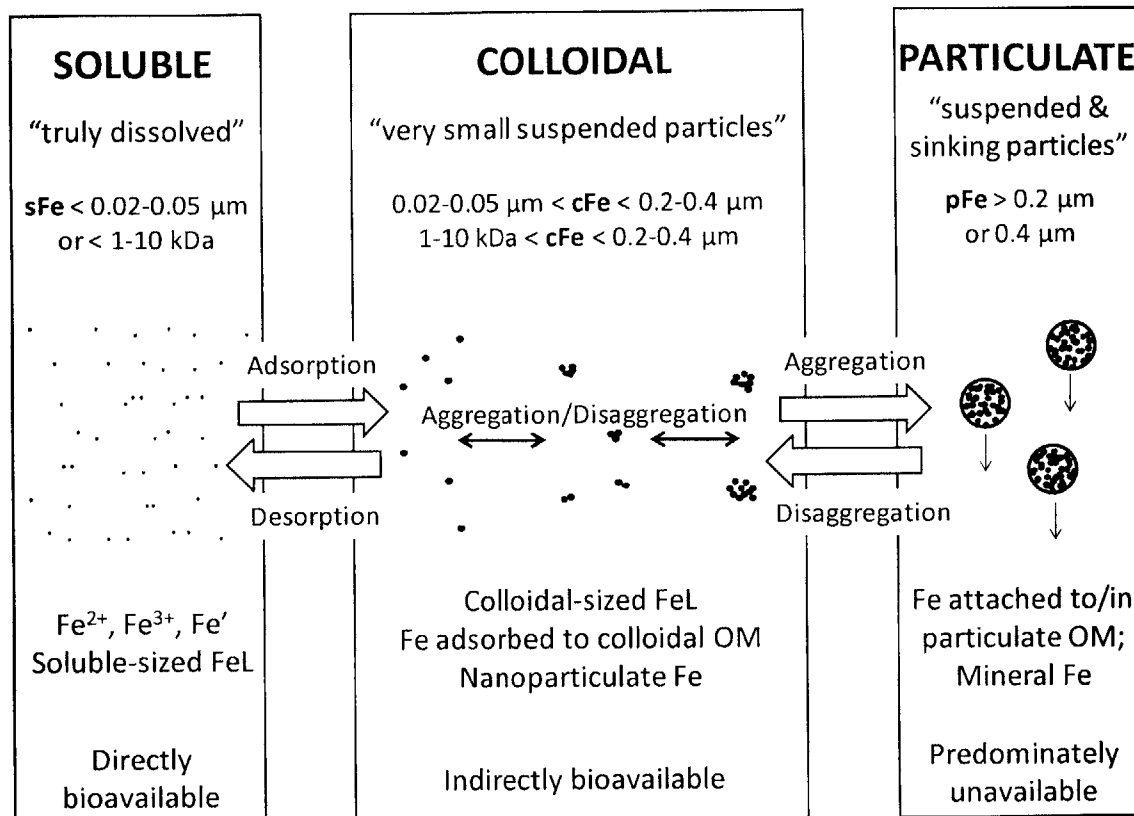 SOLUBLE
"truly dissolved"
sFe < 0.02-0.05 µm
or < 1-10 kDa
Fe²⁺, Fe³⁺, Fe′
Soluble-sized FeL
Directly
bioavailable
Adsorption
Desorption
COLLOIDAL
"very small suspended particles"
0.02-0.05 µm < cFe < 0.2-0.4 µm
1-10 kDa < cFe < 0.2-0.4 µm
Aggregation/Disaggregation
Colloidal-sized FeL
Fe adsorbed to colloidal OM
Nanoparticulate Fe
Indirectly bioavailable
Aggregation
Disaggregation
PARTICULATE
"suspended &
sinking particles"
pFe > 0.2 µm
or 0.4 µm
Fe attached to/in
particulate OM;
Mineral Fe
Predominately
unavailable